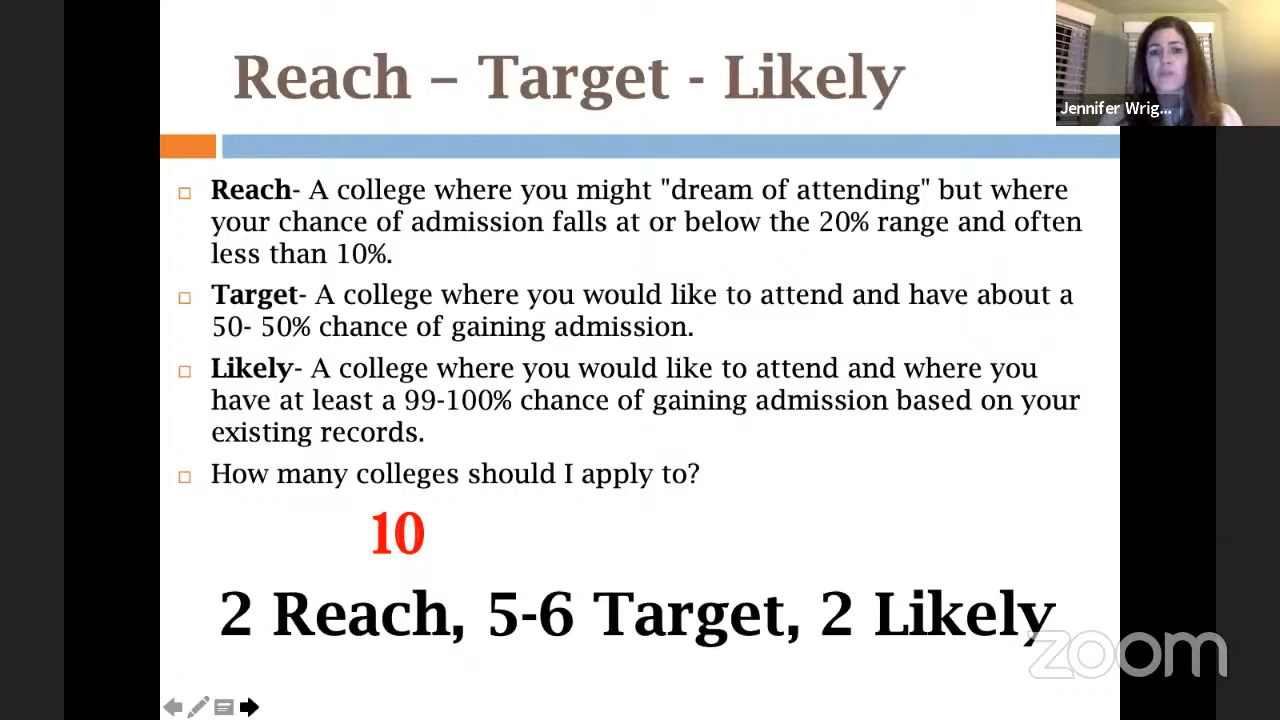 Reach – Target - Likely
Jennifer Wrig...
Reach- A college where you might "dream of attending" but where
your chance of admission falls at or below the 20% range and often
less than 10%.
Target- A college where you would like to attend and have about a
50- 50% chance of gaining admission.
Likely- A college where you would like to attend and where you
have at least a 99-100% chance of gaining admission based on your
existing records.
How many colleges should I apply to?
10
2 Reach, 5-6 Target, 2 Likely
zoom